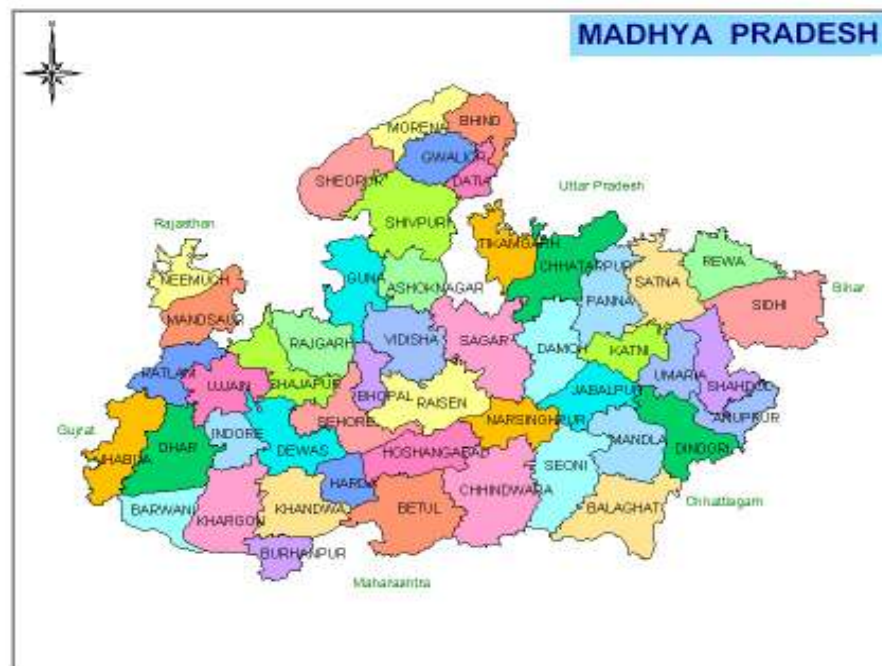 MADHYA PRADESH
BHIND
MORENA
GWALIOR
SHEOPUR
DATIA
Uttar Pradesh
SHIVPURI
Rajasthan
TIKAMGARH
CHHATARPUR
REWA
NEEMUCH
GUNA
ASHOKNAGAR
PANNA
SATNA
SIDHI
Bihar
MANDSAUR
RAJGARH
VIDISHA
SAGAR
DAMOH
KATNI
RATLAM
UJJAIN
SHAJAPUR
BHOPAL
RAISEN
JABALPUR
UMARIA
SHAHDOL
SEHORE
NARSINGHPUR
ANUPPUR
Gujrat
DHAR
INDORE
DEWAS
HOSHANGABAD
MANDLA
DINDORI
JHABUA
HARDA
CHHINDWARA
SEONI
BARWANI
KHARGON
KHANDWA
BETUL
BALAGHAT
BURHANPUR